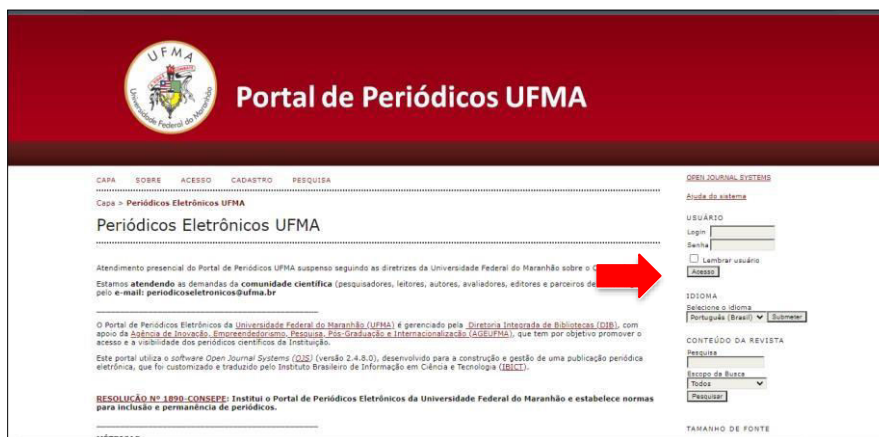 UFMA
Universidade Federal do Maranhão
Portal de Periódicos UFMA
CAPA SOBRE ACESSO CADASTRO PESQUISA
Capa > Periódicos Eletrônicos UFMA
Periódicos Eletrônicos UFMA
Atendimento presencial do Portal de Periódicos UFMA suspenso seguindo as diretrizes da Universidade Federal do Maranhão sobre o
Estamos atendendo as demandas da comunidade científica (pesquisadores, leitores, autores, avaliadores, editores e parceiros de
pelo e-mail: periodicoseletronicos@ufma.br
O Portal de Periódicos Eletrônicos da Universidade Federal do Maranhão (UFMA) é gerenciado pela Diretoria Integrada de Bibliotecas (DIB), com
apoio da Agência de Inovação, Empreendedorismo, Pesquisa, Pós-Graduação e Internacionalização (AGEUFMA), que tem por objetivo promover o
acesso e a visibilidade dos periódicos científicos da Instituição.
Este portal utiliza o software Open Journal Systems (OJS) (versão 2.4.8.0), desenvolvido para a construção e gestão de uma publicação periódica
eletrônica, que foi customizado e traduzido pelo Instituto Brasileiro de Informação em Ciência e Tecnologia (IBICT).
RESOLUÇÃO Nº 1890-CONSEPE: Institui o Portal de Periódicos Eletrônicos da Universidade Federal do Maranhão e estabelece normas
para inclusão e permanência de periódicos.
OPEN JOURNAL SYSTEMS
Ajuda do sistema
USUÁRIO
Login
Senha
Lembrar usuário
Acesso
IDIOMA
Selecione o idioma
Português (Brasil) Submeter
CONTEÚDO DA REVISTA
Pesquisa
Escopo da Busca
Todos
Pesquisar
TAMANHO DE FONTE